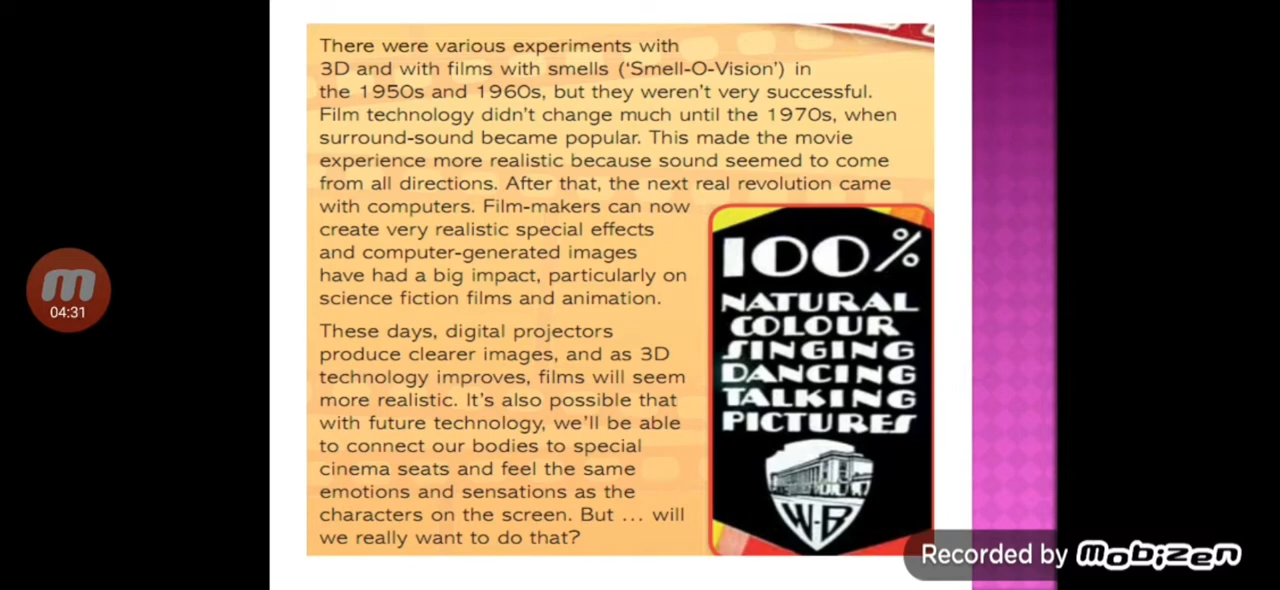 There were various experiments with
3D and with films with smells ('Smell-O-Vision') in
the 1950s and 1960s, but they weren't very successful.
Film technology didn't change much until the 1970s, when
surround-sound became popular. This made the movie
experience more realistic because sound seemed to come
from all directions. After that, the next real revolution came
with computers. Film-makers can now
create very realistic special effects
and computer-generated images
have had a big impact, particularly on
science fiction films and animation.
These days, digital projectors
produce clearer images, and as 3D
technology improves, films will seem
more realistic. It's also possible that
with future technology, we'll be able
to connect our bodies to special
cinema seats and feel the same
emotions and sensations as the
characters on the screen. But ... will
we really want to do that?
100%
NATURAL
COLOUR
SINGING
DANCING
TALKING
PICTURES
W-B
m
04:31
Recorded by mobizen